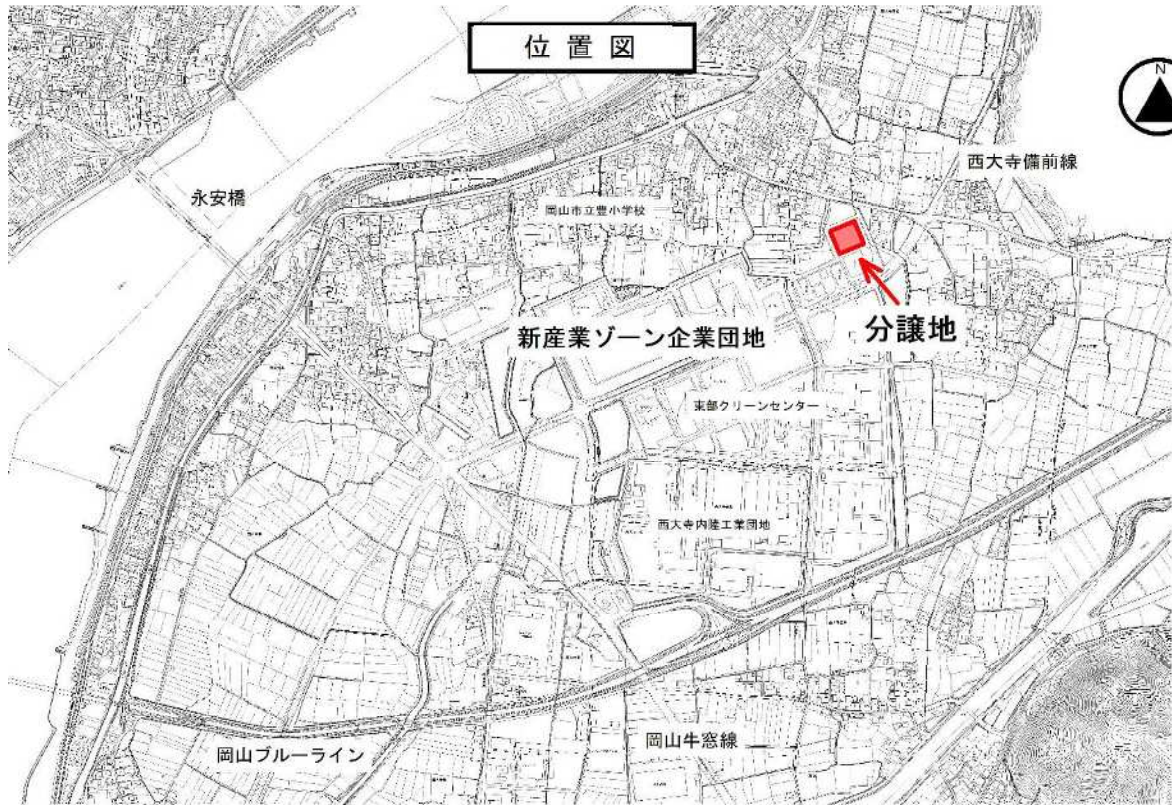 位置図
N
西大寺備前線
永安橋
岡山市立豊小学校
新産業ゾーン企業団地
分譲地
東部クリーンセンター
西大寺内陸工業団地
岡山ブルーライン
岡山牛窓線